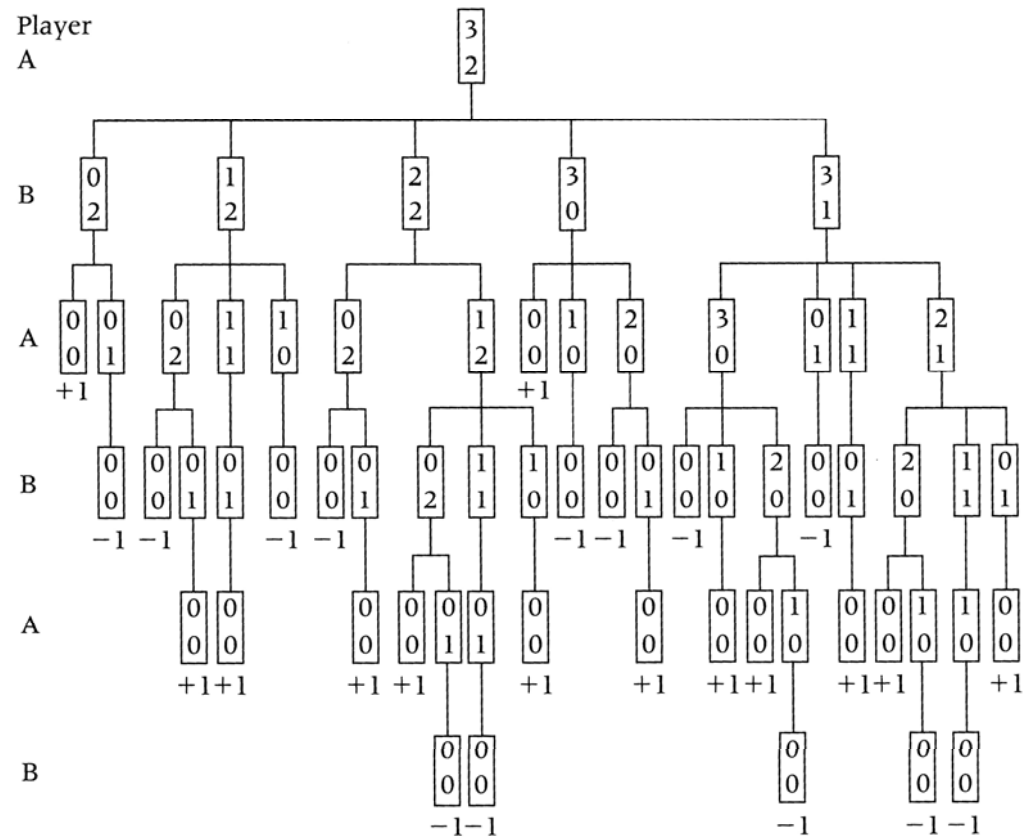 Player 3
A 2
0 1 2 3 3
B
2 2 2 0 1
0 0 0 1 1 0 1 0 1 2 3 0 1 2
A
0 1 2 1 0 2 2 0 0 0 0 1 1 1
+1 +1
0 0 0 0 0 0 0 0 1 1 0 0 0 0 1 2 0 0 2 1 0
B
0 0 1 1 0 0 1 2 1 0 0 0 1 0 0 0 0 1 0 1 1
−1 −1 −1 −1 −1 −1 −1 −1
0 0 0 0 0 0 0 0 0 0 1 0 0 1 1 0
A
0 0 0 0 1 1 0 0 0 0 0 0 0 0 0 0
+1+1 +1 +1 +1 +1 +1+1 +1+1 +1
0 0 0 0 0
B
0 0 0 0 0
−1−1 −1 −1 −1